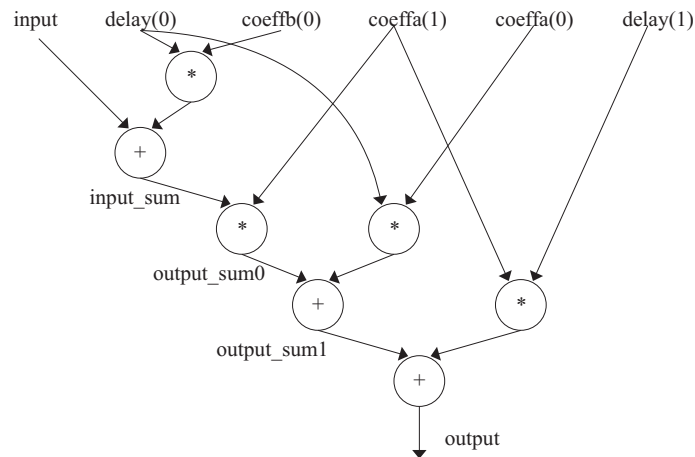 input delay(0) coeffb(0) coeffa(1) coeffa(0) delay(1)
*
+
input_sum
* *
output_sum0
+ *
output_sum1
+
output